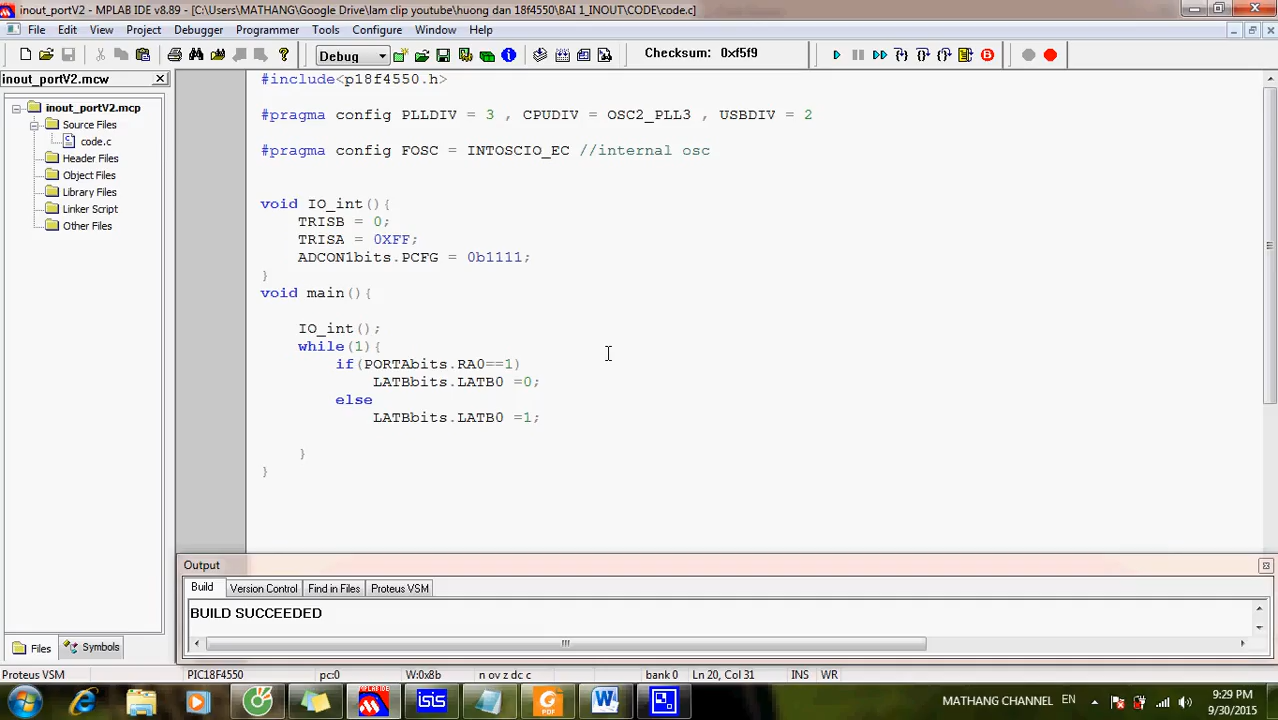 inout_portV2 - MPLAB IDE v8.89 - [C:\Users\MATHANG\Google Drive\lam clip youtube\huong dan 18f4550\BAI 1_INOUT\CODE\code.c]
File Edit View Project Debugger Programmer Tools Configure Window Help
Debug
Checksum: 0xf5f9
inout_portV2.mcw
inout_portV2.mcp
Source Files
code.c
Header Files
Object Files
Library Files
Linker Script
Other Files
Files Symbols
#include<p18f4550.h>
#pragma config PLLDIV = 3 , CPUDIV = OSC2_PLL3 , USBDIV = 2
#pragma config FOSC = INTOSCIO_EC //internal osc
void IO_int(){
TRISB = 0;
TRISA = 0XFF;
ADCON1bits.PCFG = 0b1111;
}
void main(){
IO_int();
while(1){
if(PORTAbits.RA0==1)
LATBbits.LATB0 =0;
else
LATBbits.LATB0 =1;
}
}
Output
Build Version Control Find in Files Proteus VSM
BUILD SUCCEEDED
Proteus VSM PIC18F4550 pc:0 W:0x8b n ov z dc c bank 0 Ln 20, Col 31 INS WR
MPLAB IDE isis
MATHANG CHANNEL EN
9:29 PM
9/30/2015